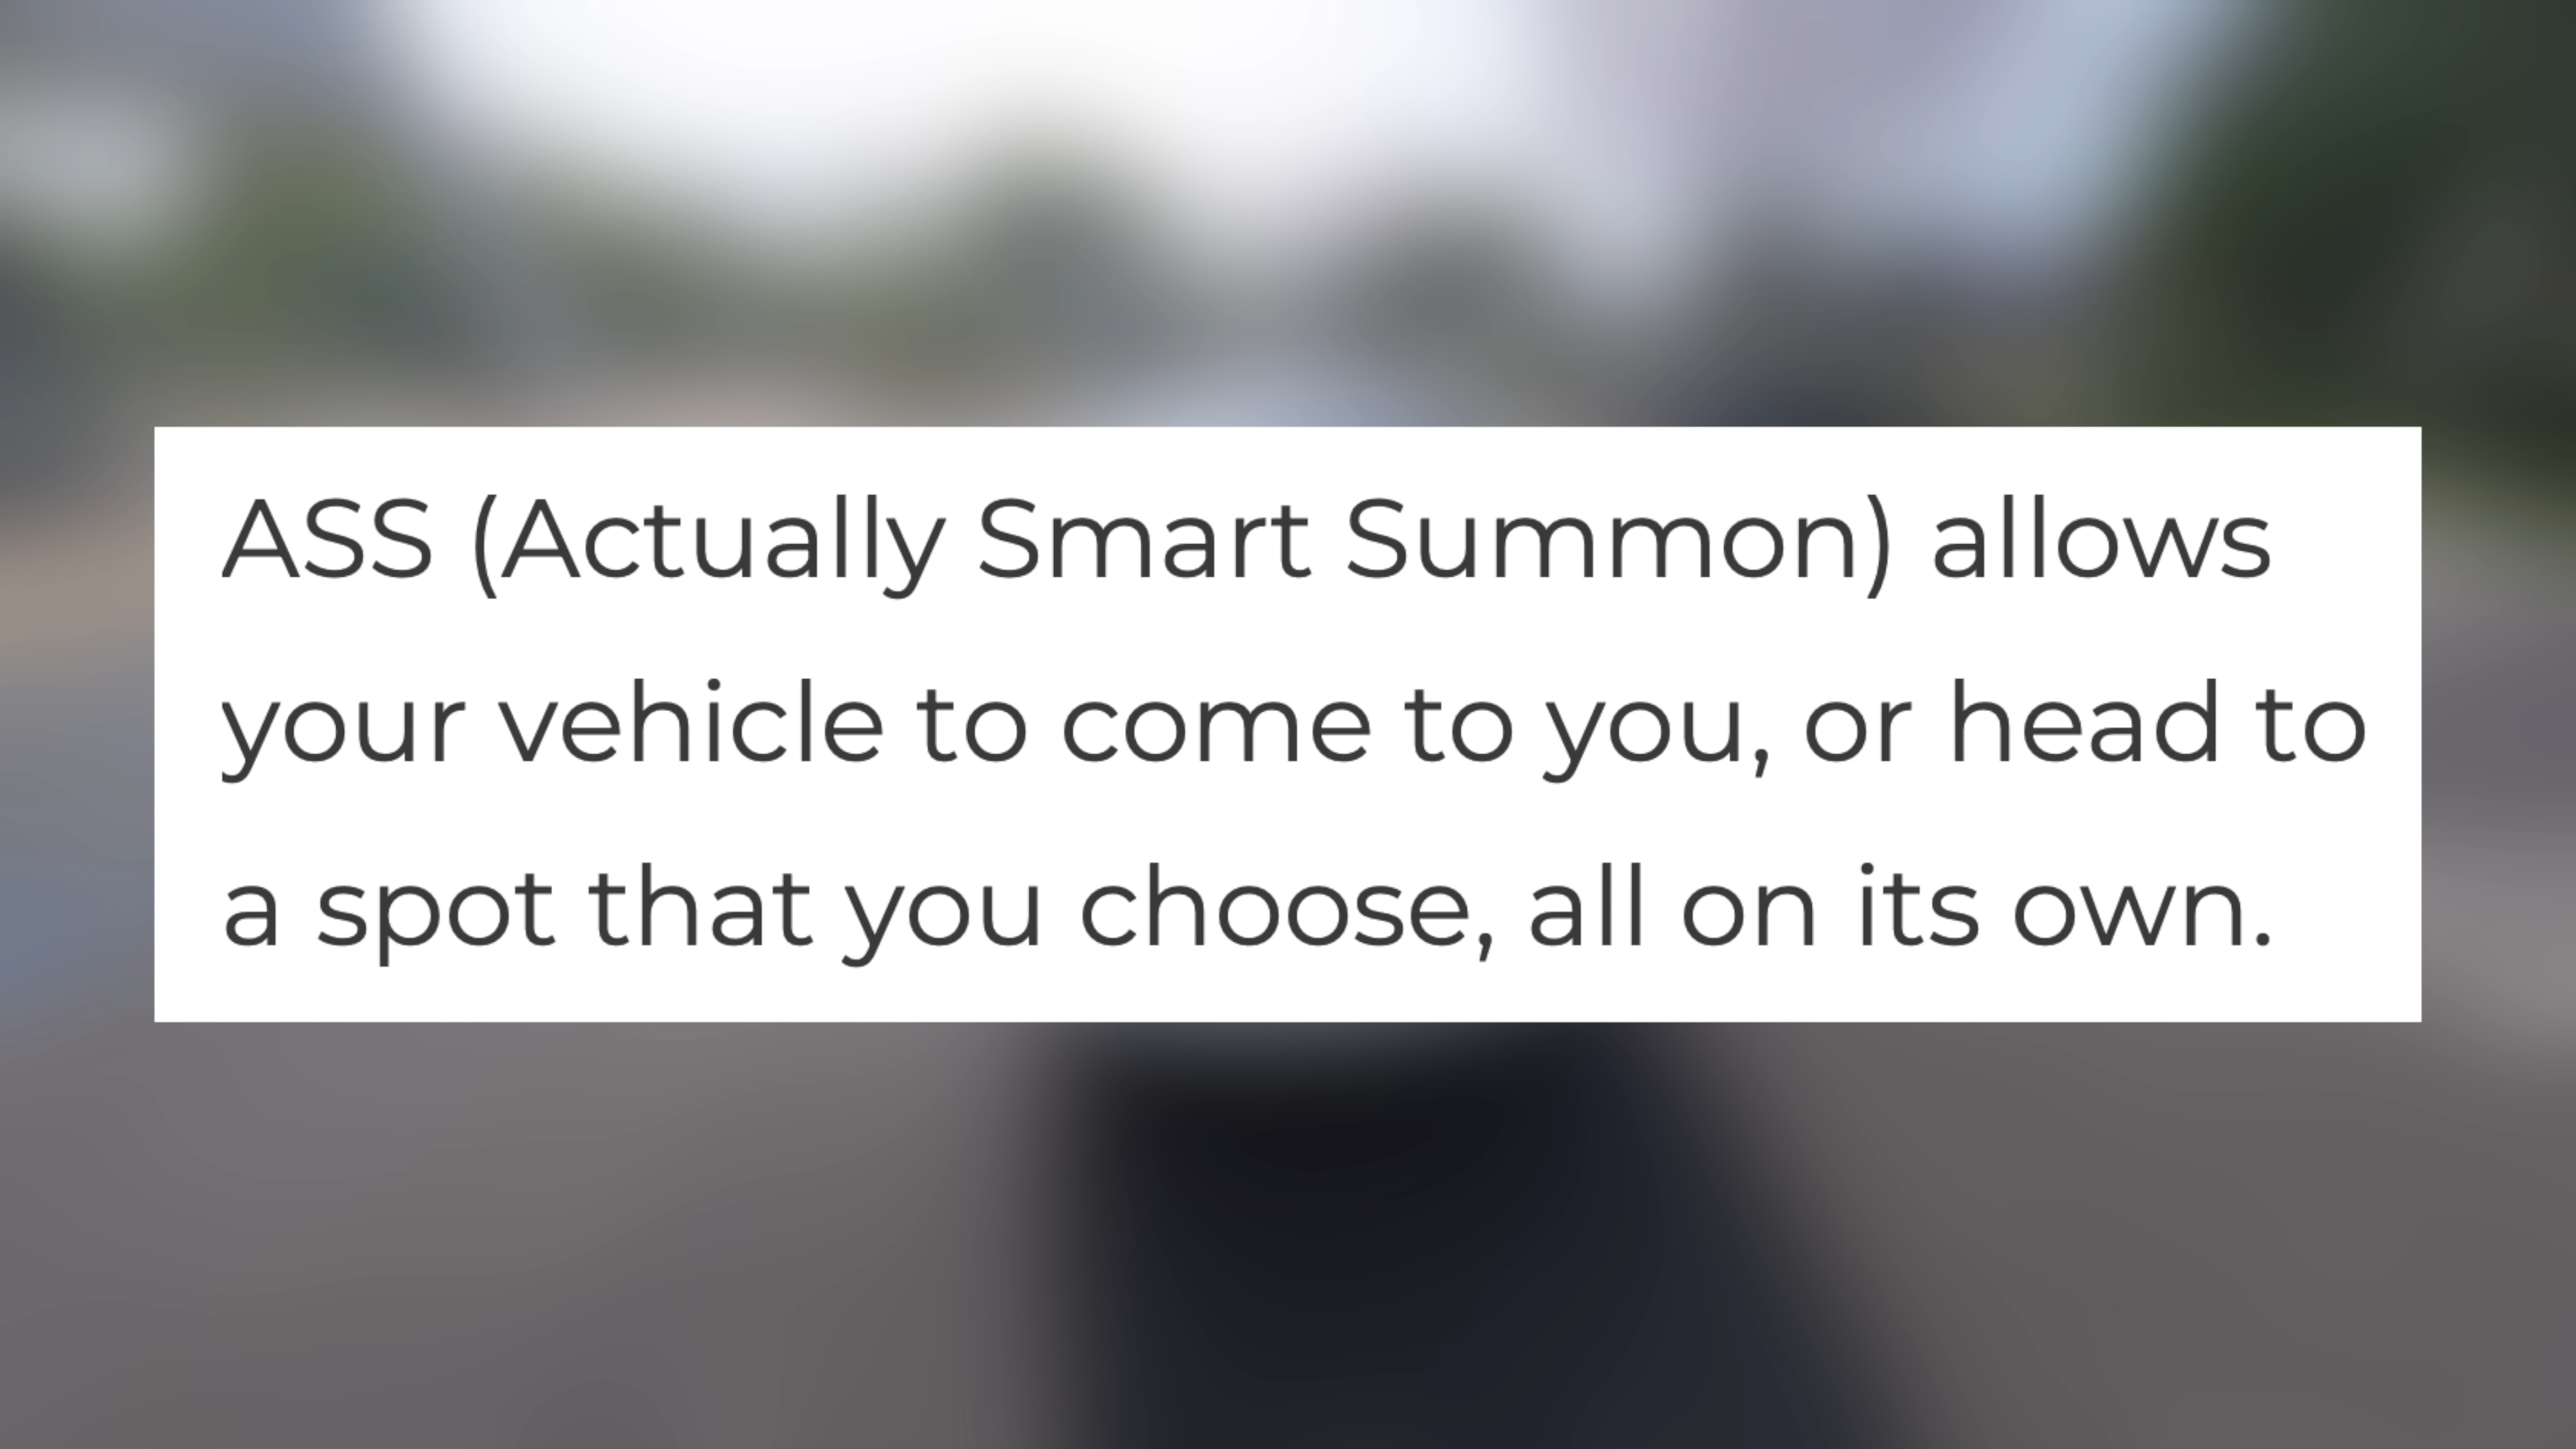 ASS (Actually Smart Summon) allows
your vehicle to come to you, or head to
a spot that you choose, all on its own.